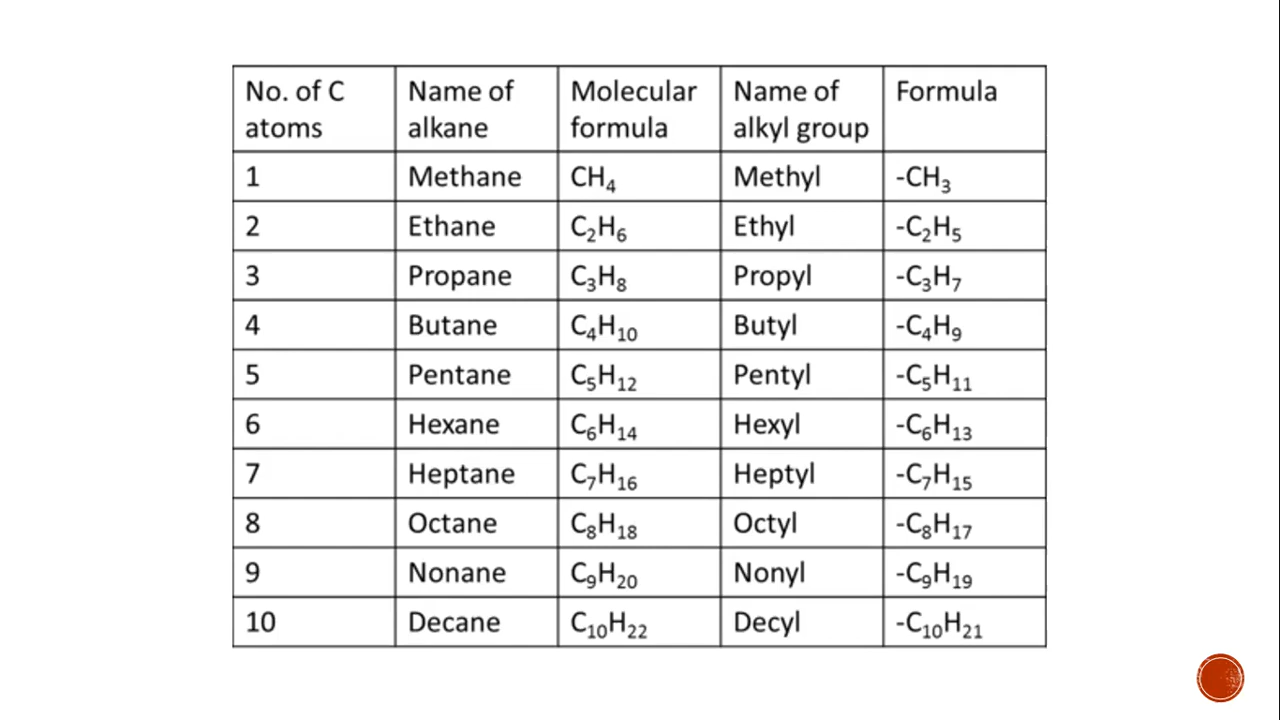 No. of C atoms | Name of alkane | Molecular formula | Name of alkyl group | Formula
1 | Methane | CH₄ | Methyl | -CH₃
2 | Ethane | C₂H₆ | Ethyl | -C₂H₅
3 | Propane | C₃H₈ | Propyl | -C₃H₇
4 | Butane | C₄H₁₀ | Butyl | -C₄H₉
5 | Pentane | C₅H₁₂ | Pentyl | -C₅H₁₁
6 | Hexane | C₆H₁₄ | Hexyl | -C₆H₁₃
7 | Heptane | C₇H₁₆ | Heptyl | -C₇H₁₅
8 | Octane | C₈H₁₈ | Octyl | -C₈H₁₇
9 | Nonane | C₉H₂₀ | Nonyl | -C₉H₁₉
10 | Decane | C₁₀H₂₂ | Decyl | -C₁₀H₂₁